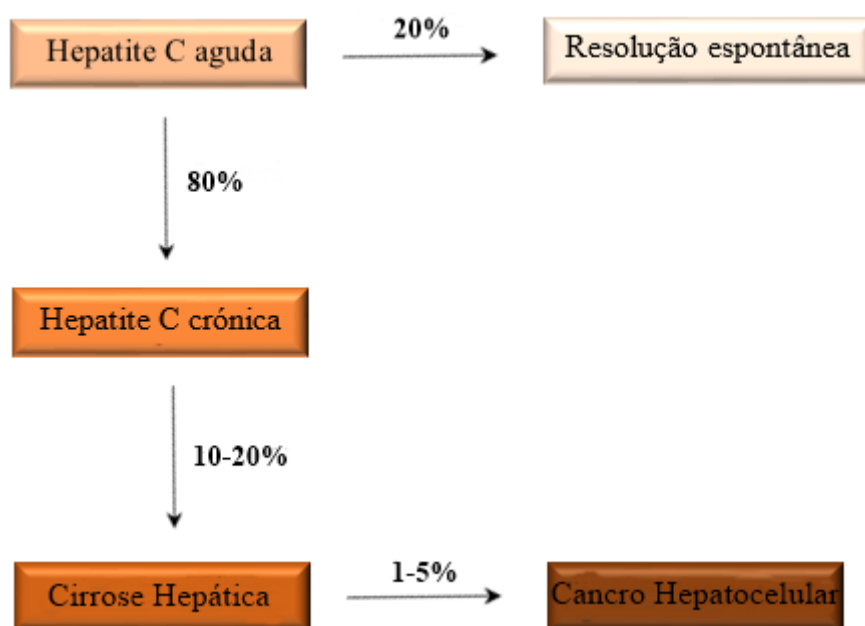 Hepatite C aguda
20%
Resolução espontânea
80%
Hepatite C crónica
10-20%
Cirrose Hepática
1-5%
Cancro Hepatocelular